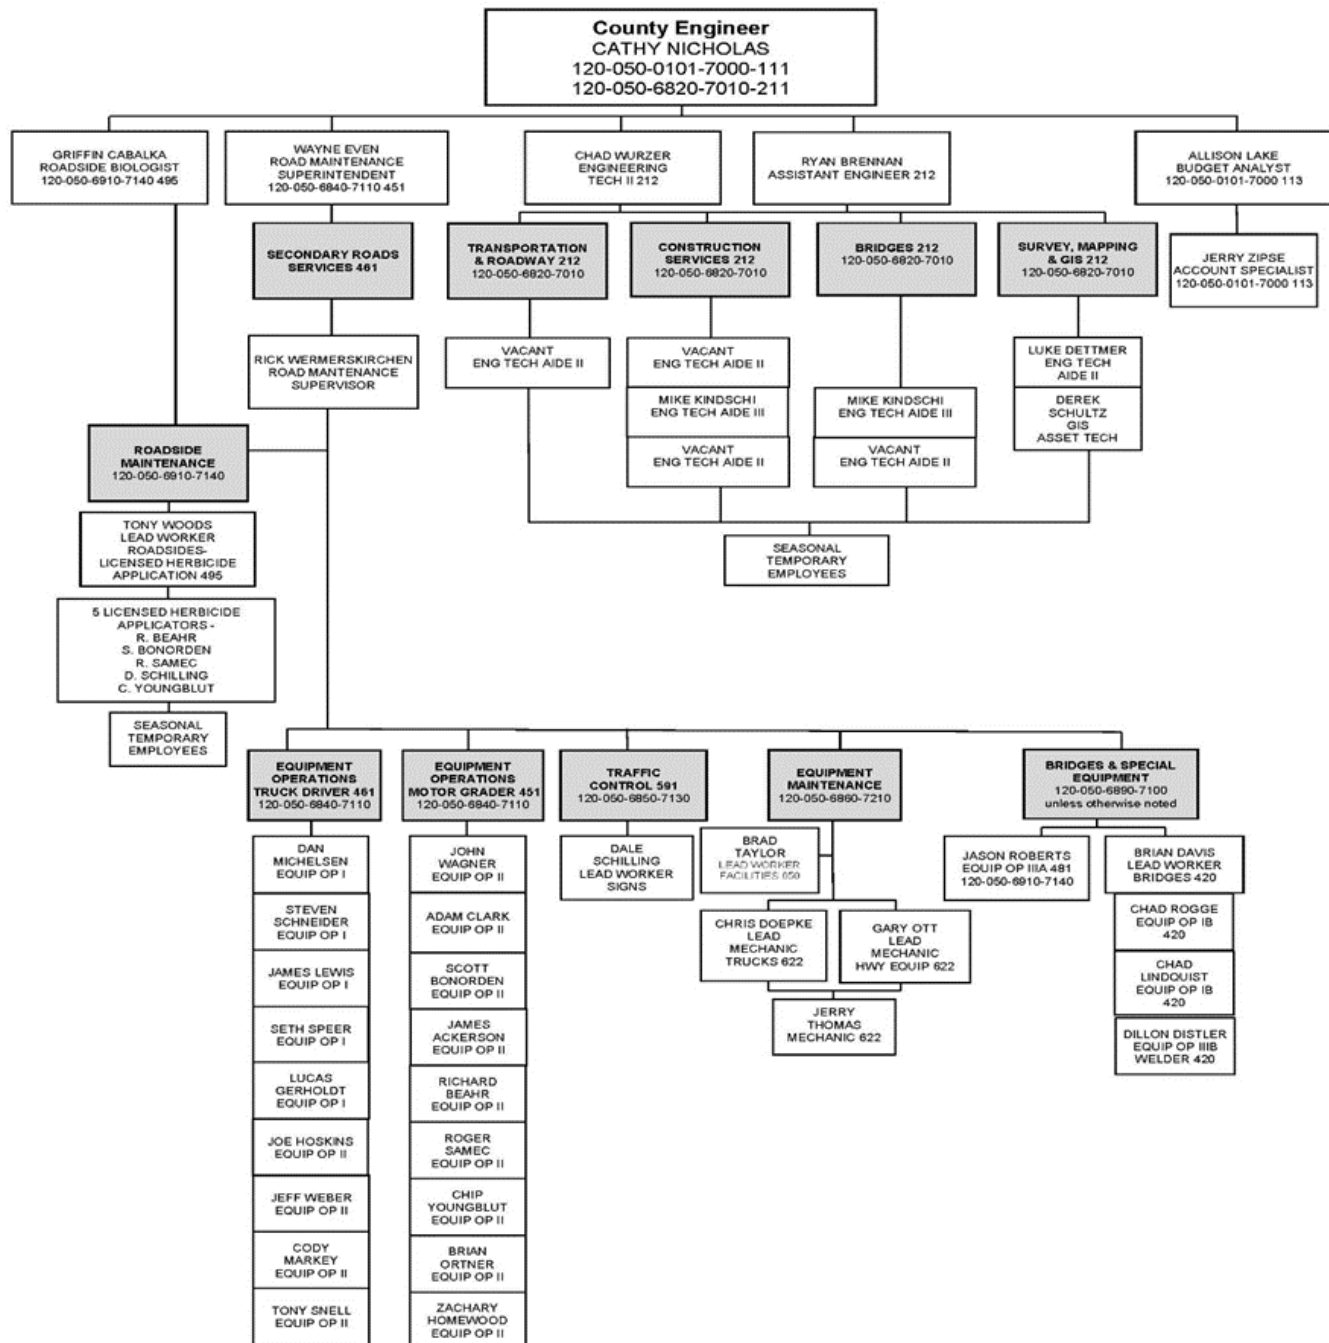 County Engineer
CATHY NICHOLAS
120-050-0101-7000-111
120-050-6820-7010-211
GRIFFIN CABALKA
ROADSIDE BIOLOGIST
120-050-6910-7140 495
WAYNE EVEN
ROAD MAINTENANCE
SUPERINTENDENT
120-050-6840-7110 451
CHAD WURZER
ENGINEERING
TECH II 212
RYAN BRENNAN
ASSISTANT ENGINEER 212
ALLISON LAKE
BUDGET ANALYST
120-050-0101-7000 113
SECONDARY ROADS
SERVICES 461
TRANSPORTATION
& ROADWAY 212
120-050-6820-7010
CONSTRUCTION
SERVICES 212
120-050-6820-7010
BRIDGES 212
120-050-6820-7010
SURVEY, MAPPING
& GIS 212
120-050-6820-7010
JERRY ZIPSE
ACCOUNT SPECIALIST
120-050-0101-7000 113
RICK WERMERSKIRCHEN
ROAD MANTENANCE
SUPERVISOR
VACANT
ENG TECH AIDE II
VACANT
ENG TECH AIDE II
MIKE KINDSCHI
ENG TECH AIDE III
VACANT
ENG TECH AIDE II
MIKE KINDSCHI
ENG TECH AIDE III
VACANT
ENG TECH AIDE II
LUKE DETTMER
ENG TECH
AIDE II
DEREK
SCHULTZ
GIS
ASSET TECH
SEASONAL
TEMPORARY
EMPLOYEES
ROADSIDE
MAINTENANCE
120-050-6910-7140
TONY WOODS
LEAD WORKER
ROADSIDES-
LICENSED HERBICIDE
APPLICATION 495
5 LICENSED HERBICIDE
APPLICATORS -
R. BEAHR
S. BONORDEN
R. SAMEC
D. SCHILLING
C. YOUNGBLUT
SEASONAL
TEMPORARY
EMPLOYEES
EQUIPMENT
OPERATIONS
TRUCK DRIVER 461
120-050-6840-7110
EQUIPMENT
OPERATIONS
MOTOR GRADER 451
120-050-6840-7110
TRAFFIC
CONTROL 591
120-050-6850-7130
EQUIPMENT
MAINTENANCE
120-050-6860-7210
BRIDGES & SPECIAL
EQUIPMENT
120-050-6890-7100
unless otherwise noted
DAN
MICHELSEN
EQUIP OP I
STEVEN
SCHNEIDER
EQUIP OP I
JAMES LEWIS
EQUIP OP I
SETH SPEER
EQUIP OP I
LUCAS
GERHOLDT
EQUIP OP I
JOE HOSKINS
EQUIP OP II
JEFF WEBER
EQUIP OP II
CODY
MARKEY
EQUIP OP II
TONY SNELL
EQUIP OP II
JOHN
WAGNER
EQUIP OP II
ADAM CLARK
EQUIP OP II
SCOTT
BONORDEN
EQUIP OP II
JAMES
ACKERSON
EQUIP OP II
RICHARD
BEAHR
EQUIP OP II
ROGER
SAMEC
EQUIP OP II
CHIP
YOUNGBLUT
EQUIP OP II
BRIAN
ORTNER
EQUIP OP II
ZACHARY
HOMEWOOD
EQUIP OP II
DALE
SCHILLING
LEAD WORKER
SIGNS
BRAD
TAYLOR
LEAD WORKER
FACILITIES 650
CHRIS DOEPKE
LEAD
MECHANIC
TRUCKS 622
GARY OTT
LEAD
MECHANIC
HWY EQUIP 622
JERRY
THOMAS
MECHANIC 622
JASON ROBERTS
EQUIP OP IIIA 481
120-050-6910-7140
BRIAN DAVIS
LEAD WORKER
BRIDGES 420
CHAD ROGGE
EQUIP OP IB
420
CHAD
LINDQUIST
EQUIP OP IB
420
DILLON DISTLER
EQUIP OP IIIB
WELDER 420